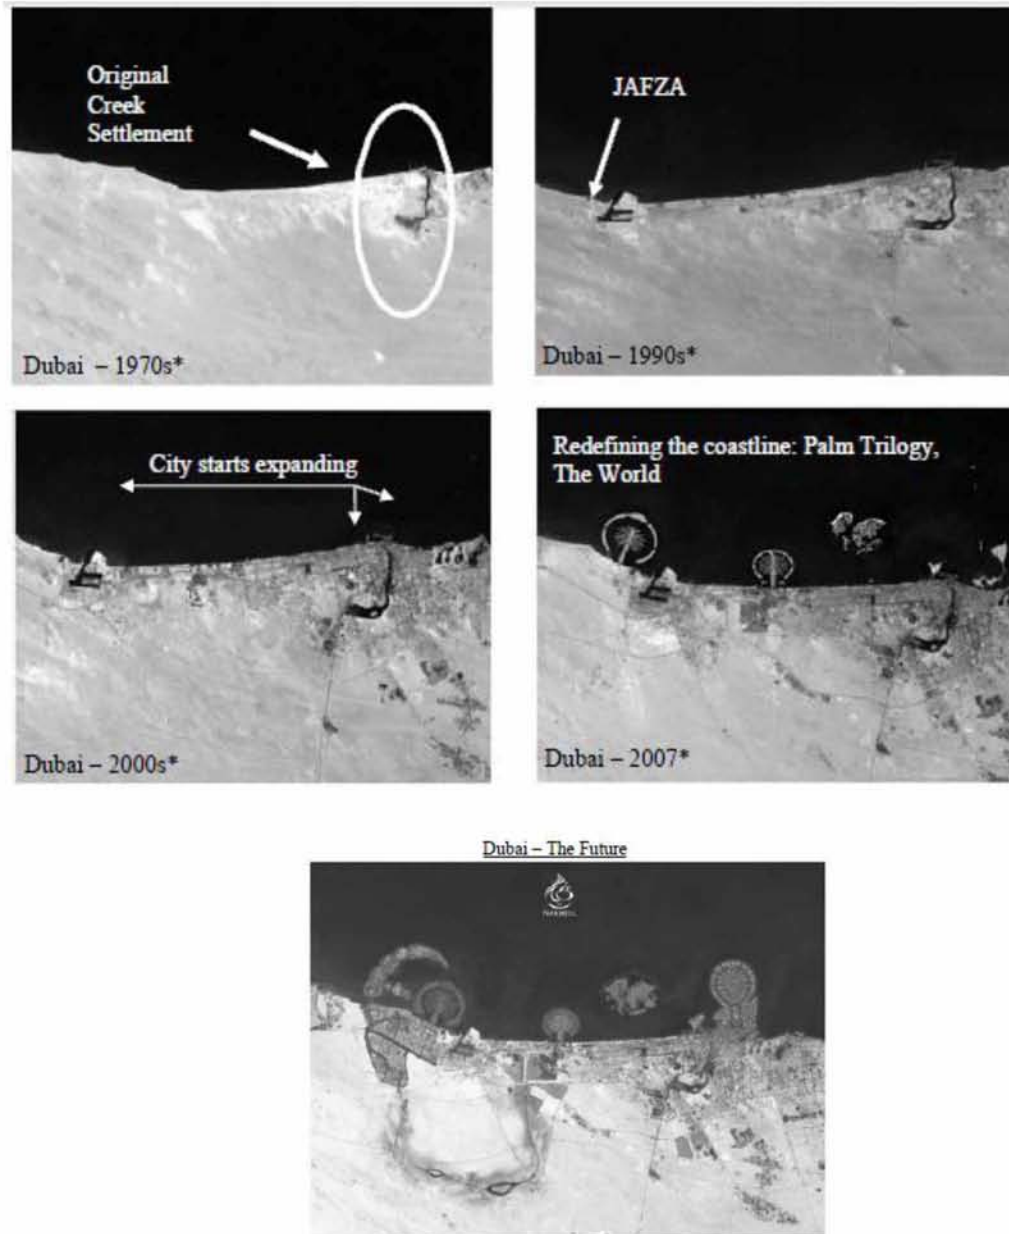 Original
Creek
Settlement
Dubai – 1970s*
JAFZA
Dubai – 1990s*
City starts expanding
Dubai – 2000s*
Redefining the coastline: Palm Trilogy,
The World
Dubai – 2007*
Dubai – The Future